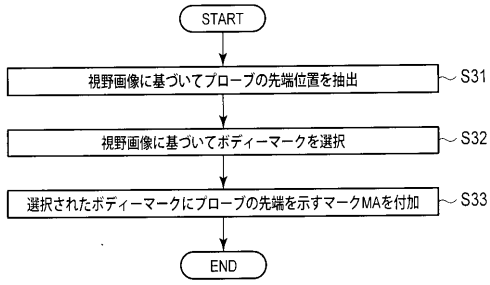 START
視野画像に基づいてプローブの先端位置を抽出
S31
視野画像に基づいてボディーマークを選択
S32
選択されたボディーマークにプローブの先端を示すマークMAを付加
S33
END